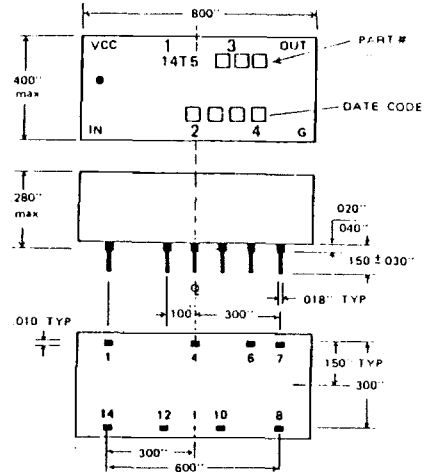 800"
VCC 1 3 OUT
14T5
PART #
400"
max
DATE CODE
IN 2 4 G
280"
max
020"
040"
150 ± 030"
018" TYP
100" 300"
.010 TYP
1 4 6 7
150" TYP
300"
14 12 10 8
300"
600"